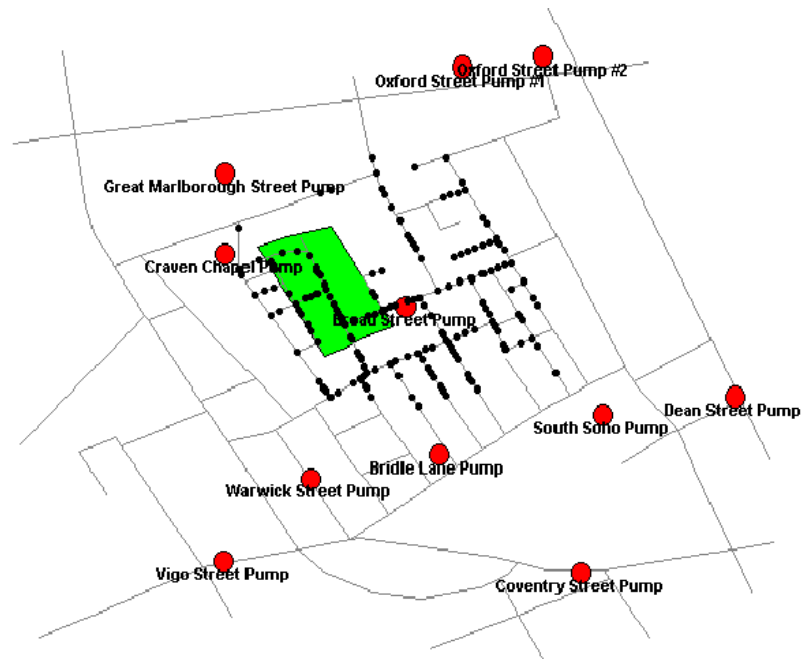 Oxford Street Pump #2
Oxford Street Pump #1
Great Marlborough Street Pump
Craven Chapel Pump
Broad Street Pump
Dean Street Pump
South Soho Pump
Bridle Lane Pump
Warwick Street Pump
Vigo Street Pump
Coventry Street Pump